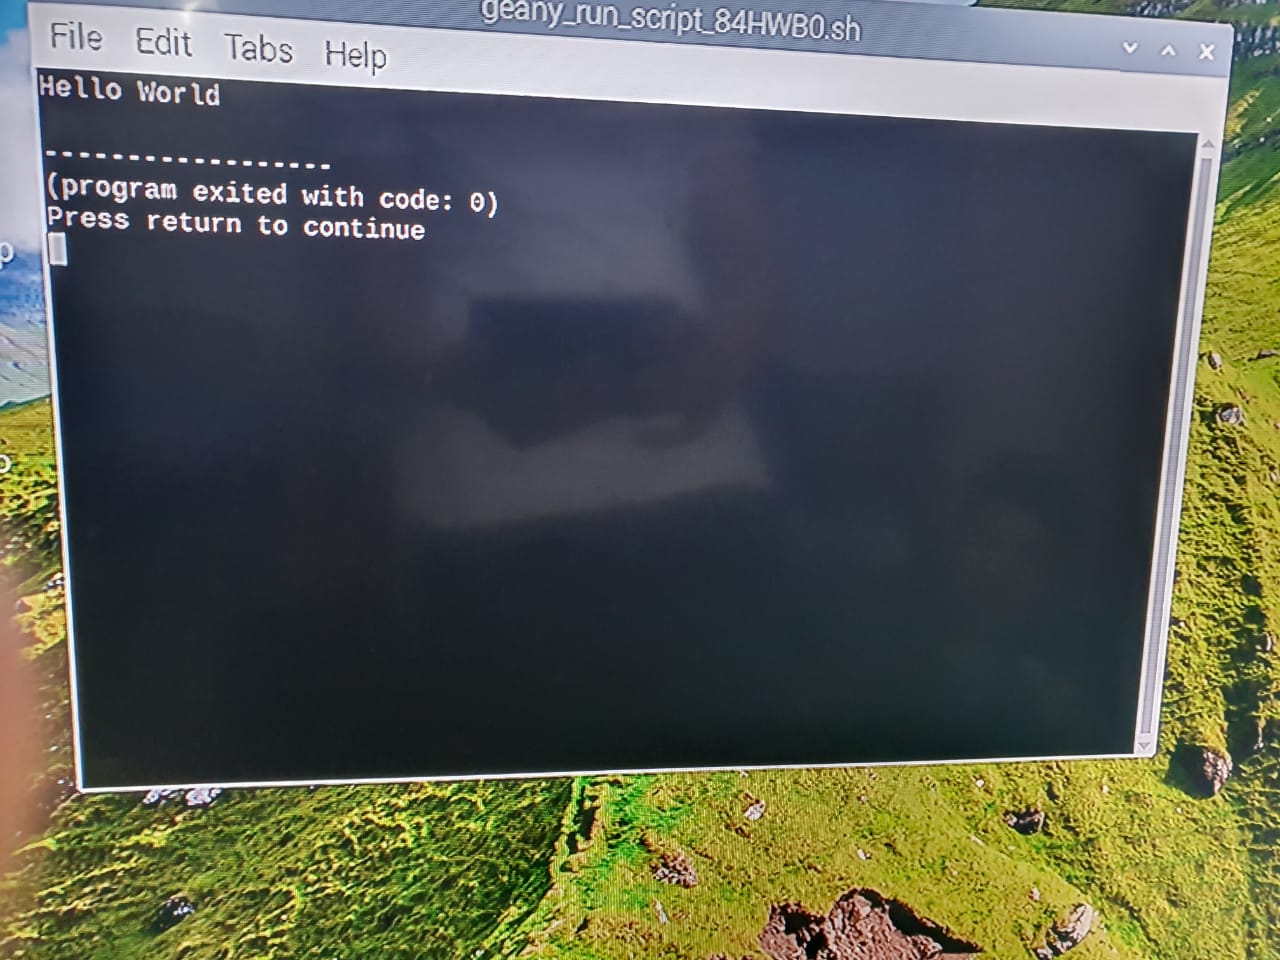 geany_run_script_84HWB0.sh
File Edit Tabs Help
Hello World
------------------
(program exited with code: 0)
Press return to continue